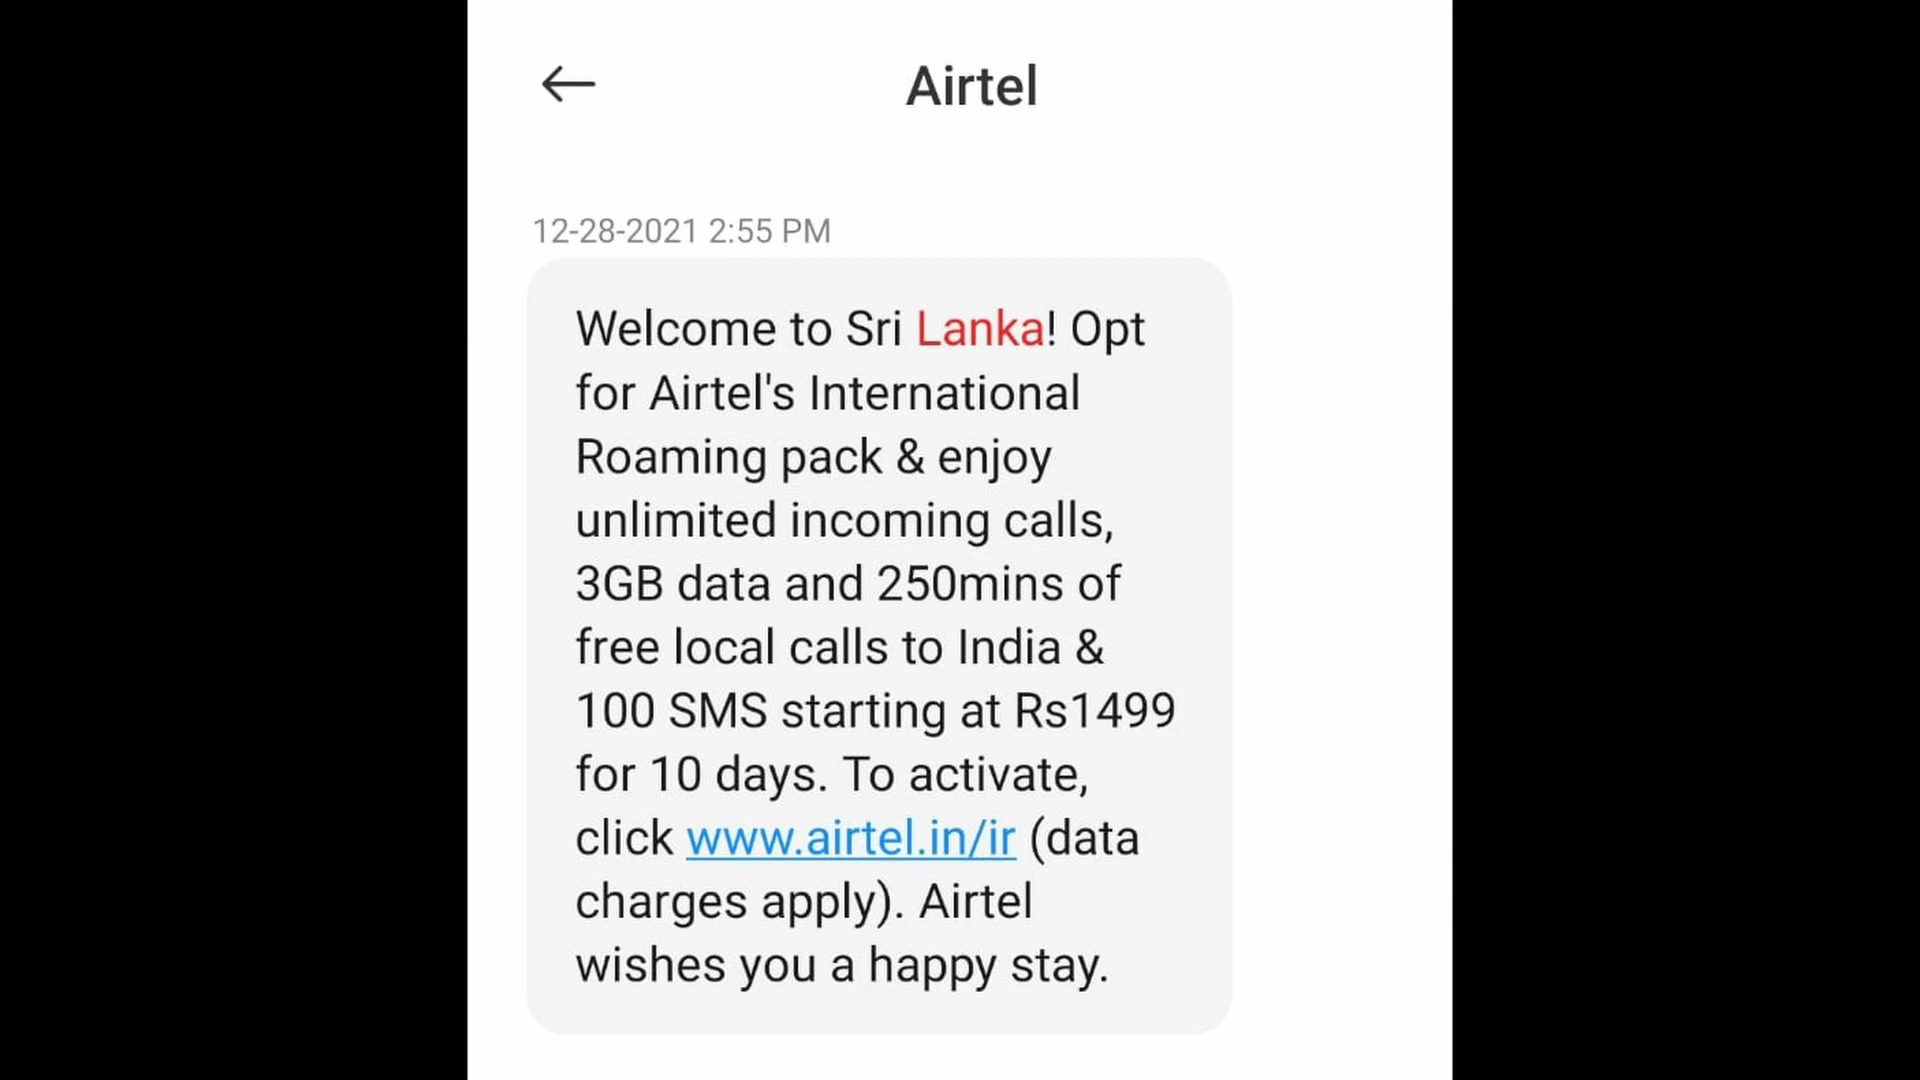 Airtel
12-28-2021 2:55 PM
Welcome to Sri Lanka! Opt
for Airtel's International
Roaming pack & enjoy
unlimited incoming calls,
3GB data and 250mins of
free local calls to India &
100 SMS starting at Rs1499
for 10 days. To activate,
click www.airtel.in/ir (data
charges apply). Airtel
wishes you a happy stay.